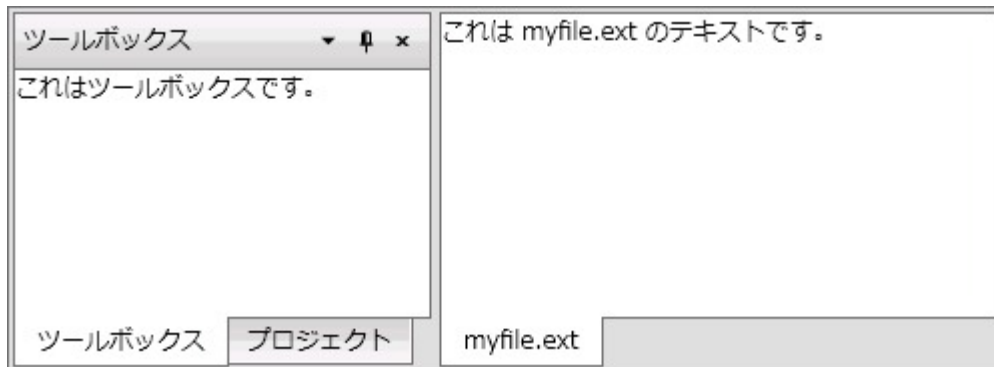 ツールボックス
これはツールボックスです。
ツールボックス
プロジェクト
これは myfile.ext のテキストです。
myfile.ext